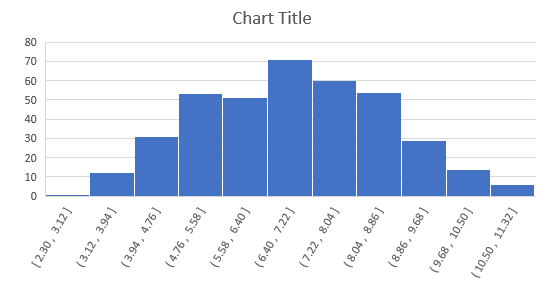 Chart Title
80
70
60
50
40
30
20
10
0
[ 2.30 , 3.12 ]
( 3.12 , 3.94 ]
( 3.94 , 4.76 ]
( 4.76 , 5.58 ]
( 5.58 , 6.40 ]
( 6.40 , 7.22 ]
( 7.22 , 8.04 ]
( 8.04 , 8.86 ]
( 8.86 , 9.68 ]
( 9.68 , 10.50 ]
( 10.50 , 11.32 ]